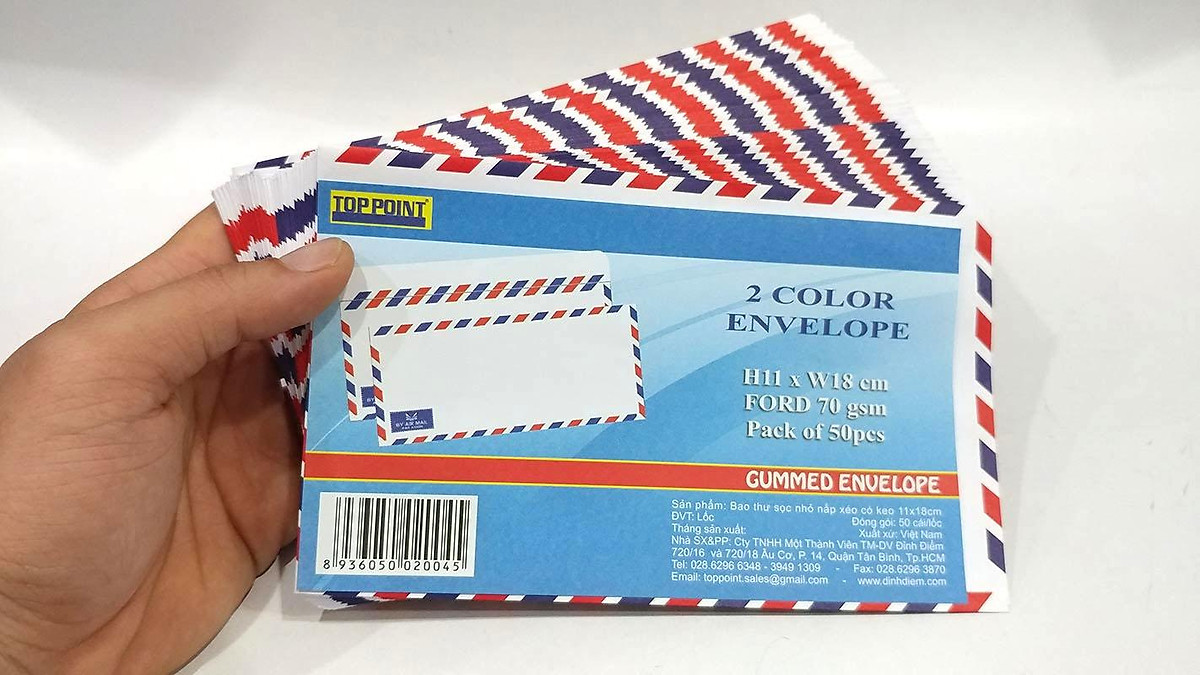 TOP POINT
2 COLOR
ENVELOPE
H11 x W18 cm
FORD 70 gsm
Pack of 50pcs
BY AIR MAIL
PAR AVION
GUMMED ENVELOPE
8 936050 020045
Sản phẩm: Bao thư sọc nhỏ nắp xéo có keo 11x18cm
ĐVT: Lốc Đóng gói: 50 cái/lốc
Tháng sản xuất: Xuất xứ: Việt Nam
Nhà SX&PP: Cty TNHH Một Thành Viên TM-DV Đỉnh Điểm
720/16 và 720/18 Âu Cơ, P. 14, Quận Tân Bình, Tp.HCM
Tel: 028.6296 6348 - 3949 1309 - Fax: 028.6296 3870
Email: toppoint.sales@gmail.com - www.dinhdiem.com